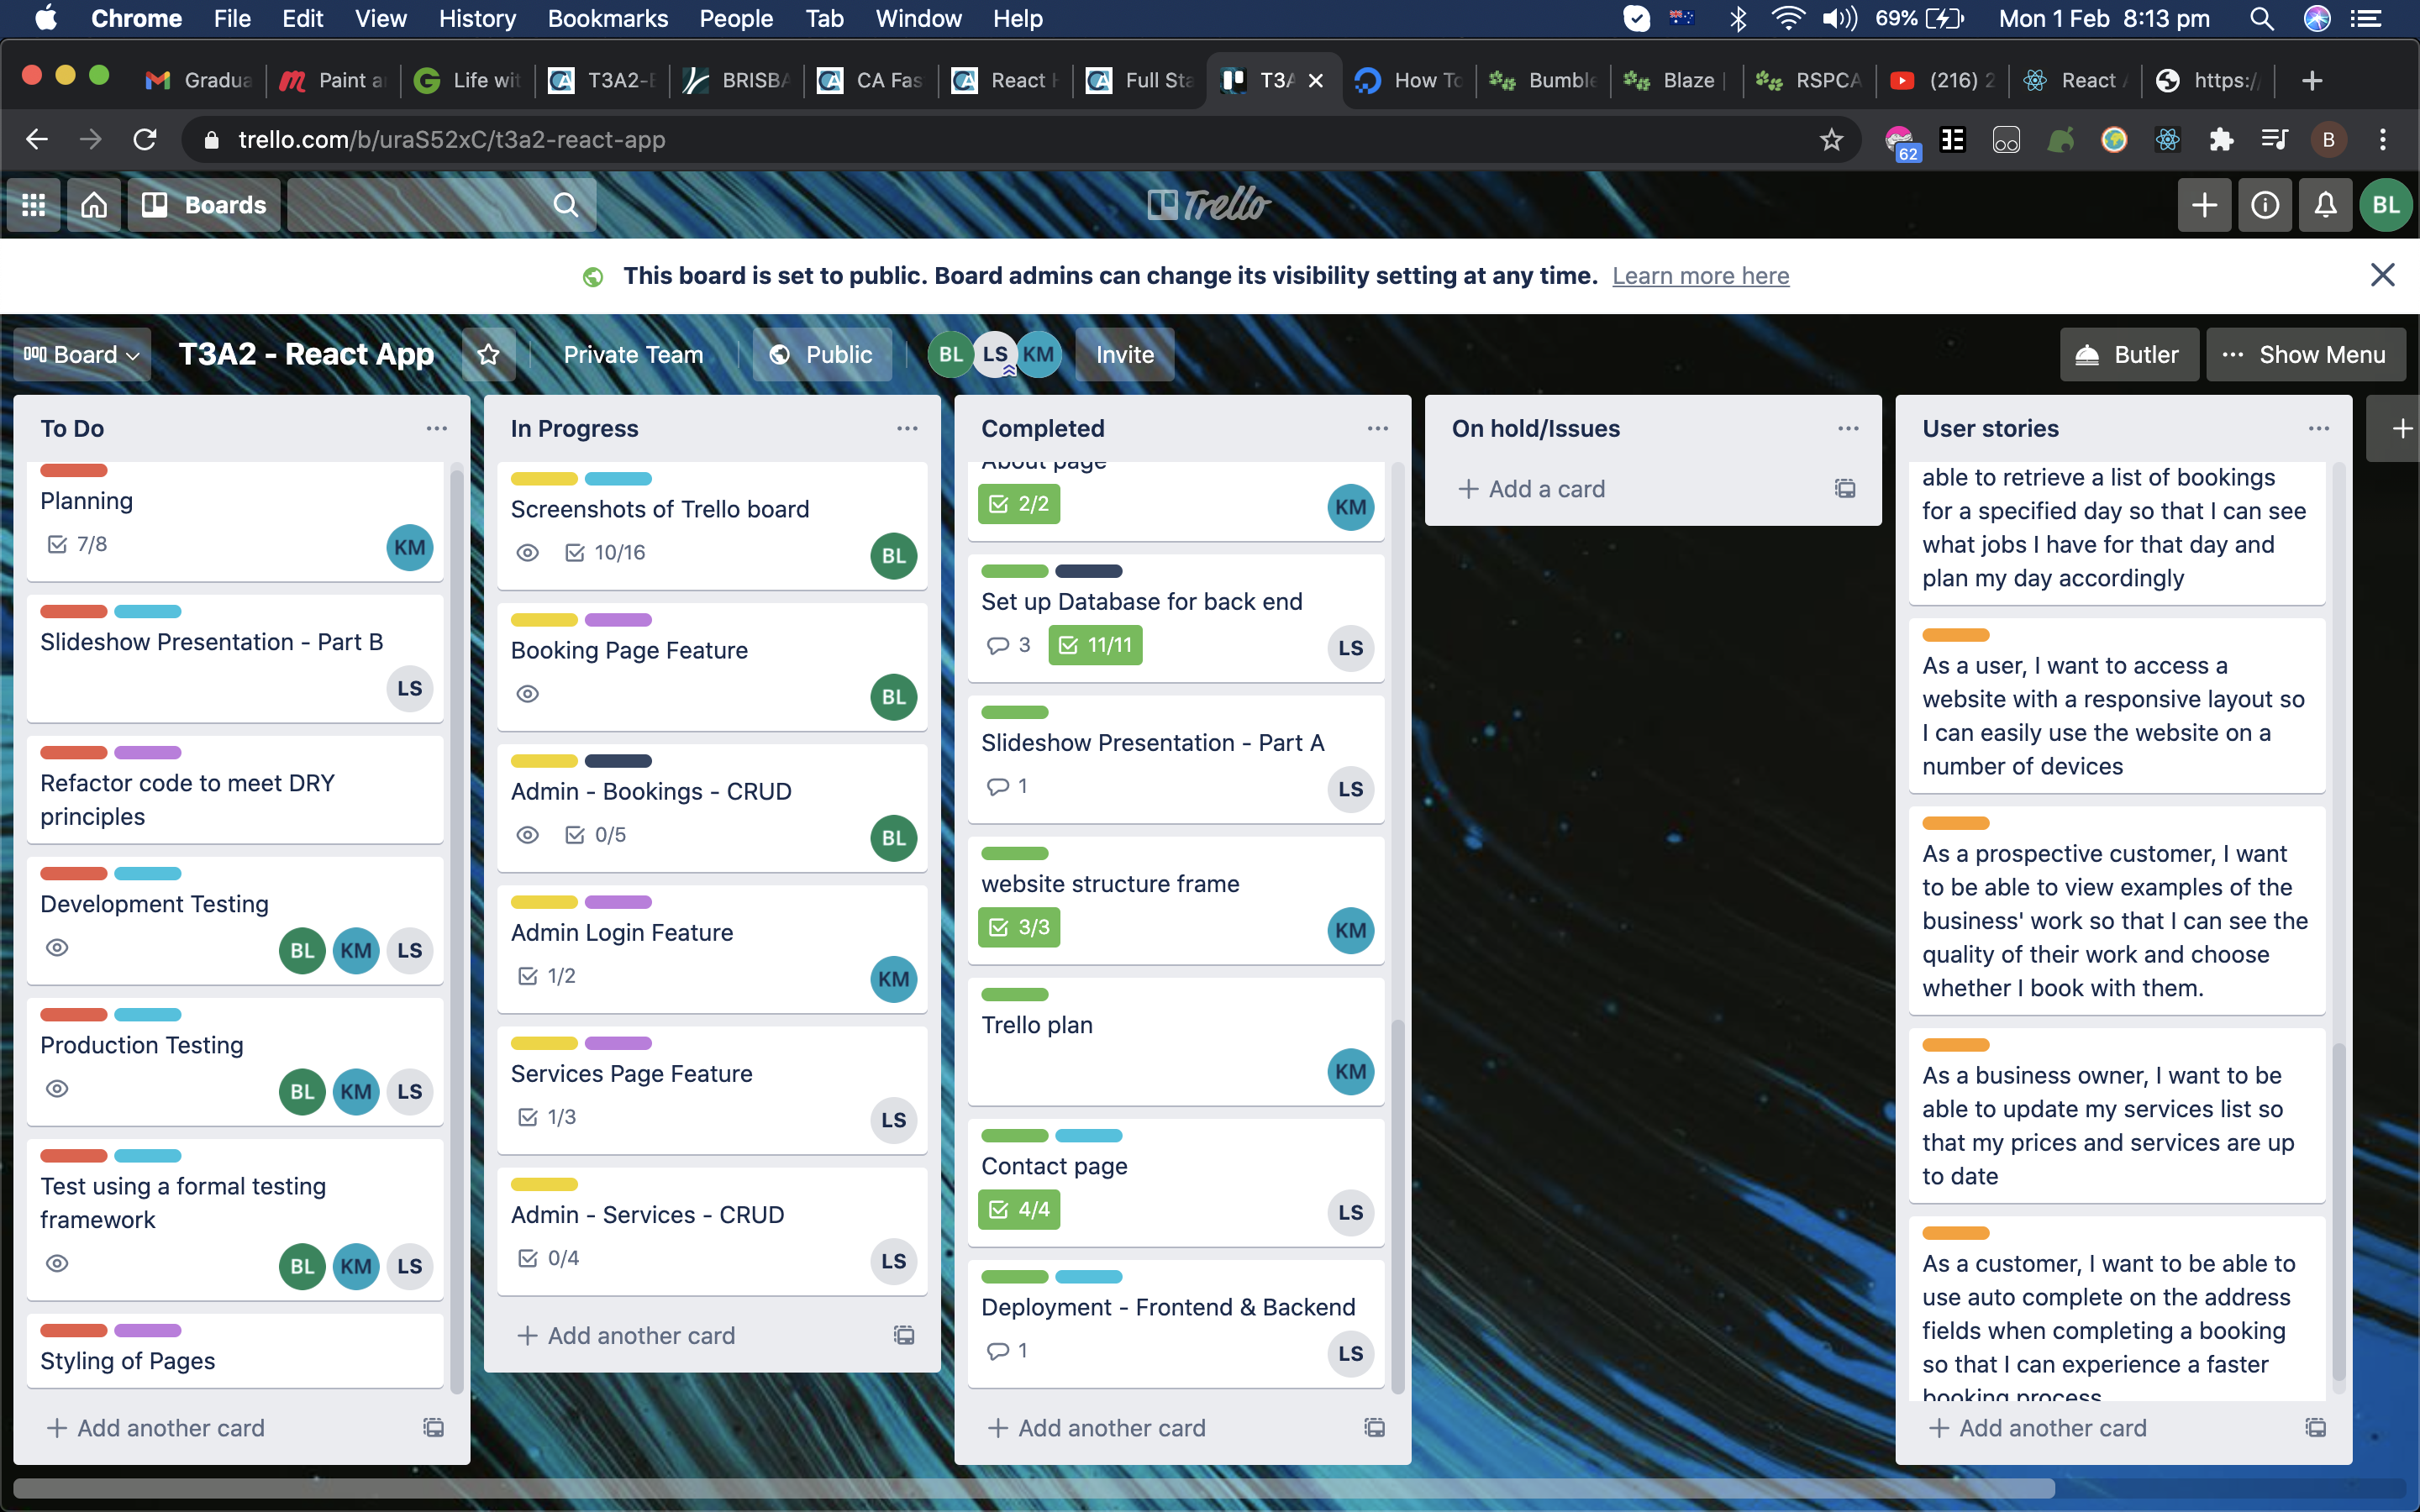 Chrome File Edit View History Bookmarks People Tab Window Help 69% Mon 1 Feb 8:13 pm
Gradua Paint a Life wit T3A2-E BRISBA CA Fas React H Full Sta T3A How To Bumble Blaze RSPCA (216) 2 React https:/
trello.com/b/uraS52xC/t3a2-react-app
62
B
Boards
Trello
BL
This board is set to public. Board admins can change its visibility setting at any time. Learn more here
Board T3A2 - React App Private Team Public BL LS KM Invite Butler Show Menu
To Do
Planning
7/8
KM
Slideshow Presentation - Part B
LS
Refactor code to meet DRY
principles
Development Testing
BL KM LS
Production Testing
BL KM LS
Test using a formal testing
framework
BL KM LS
Styling of Pages
Add another card
In Progress
Screenshots of Trello board
10/16
BL
Booking Page Feature
BL
Admin - Bookings - CRUD
0/5
BL
Admin Login Feature
1/2
KM
Services Page Feature
1/3
LS
Admin - Services - CRUD
0/4
LS
Add another card
Completed
About page
2/2
KM
Set up Database for back end
3 11/11
LS
Slideshow Presentation - Part A
1
LS
website structure frame
3/3
KM
Trello plan
KM
Contact page
4/4
LS
Deployment - Frontend & Backend
1
LS
Add another card
On hold/Issues
Add a card
User stories
able to retrieve a list of bookings
for a specified day so that I can see
what jobs I have for that day and
plan my day accordingly
As a user, I want to access a
website with a responsive layout so
I can easily use the website on a
number of devices
As a prospective customer, I want
to be able to view examples of the
business' work so that I can see the
quality of their work and choose
whether I book with them.
As a business owner, I want to be
able to update my services list so
that my prices and services are up
to date
As a customer, I want to be able to
use auto complete on the address
fields when completing a booking
so that I can experience a faster
booking process
Add another card